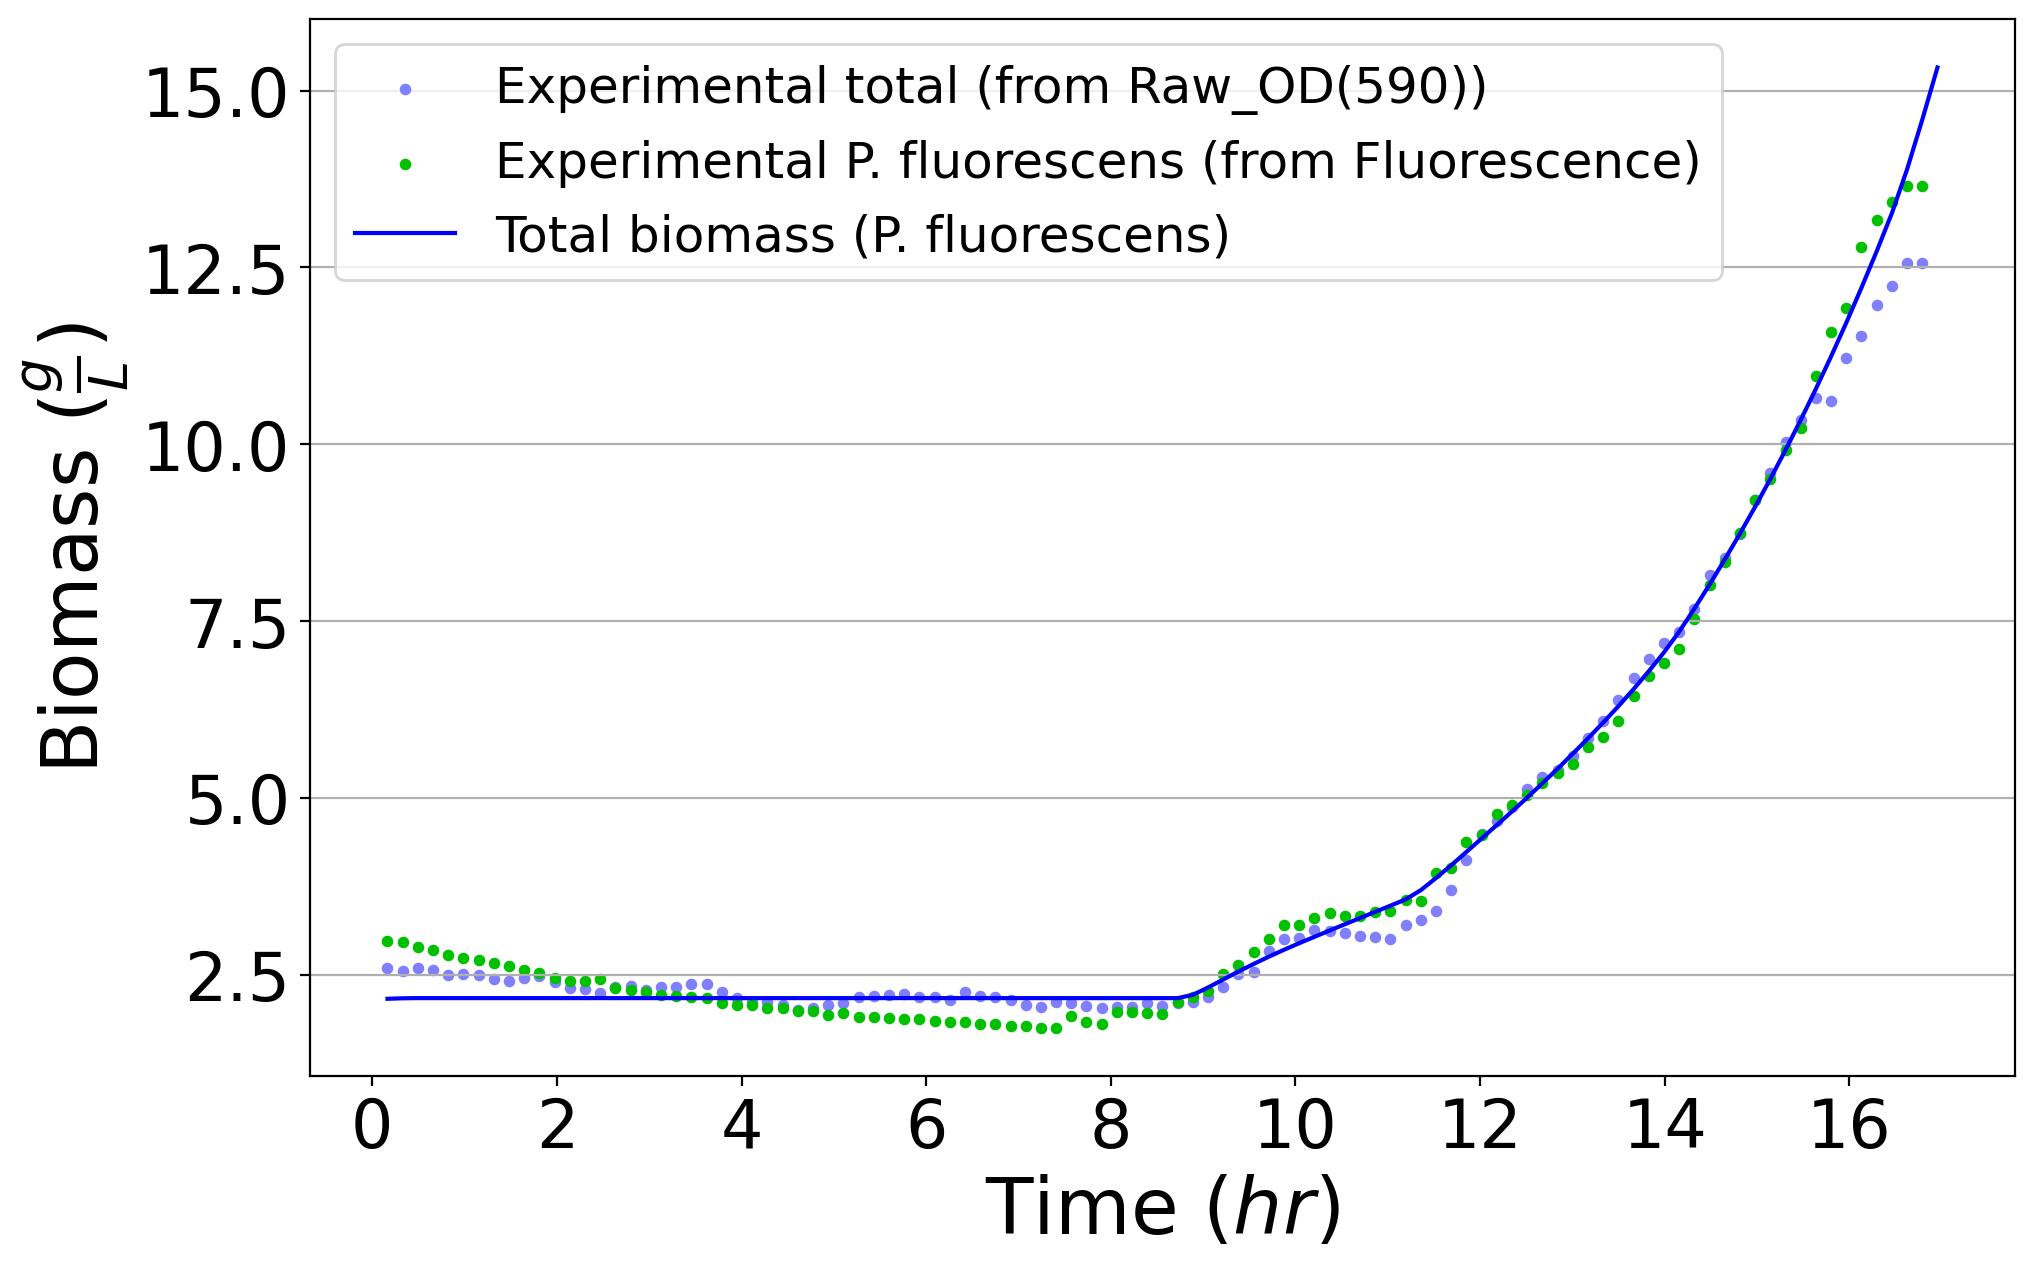 Experimental total (from Raw_OD(590))
Experimental P. fluorescens (from Fluorescence)
Total biomass (P. fluorescens)
15.0
12.5
10.0
7.5
5.0
2.5
Biomass (g/L)
0 2 4 6 8 10 12 14 16
Time (hr)